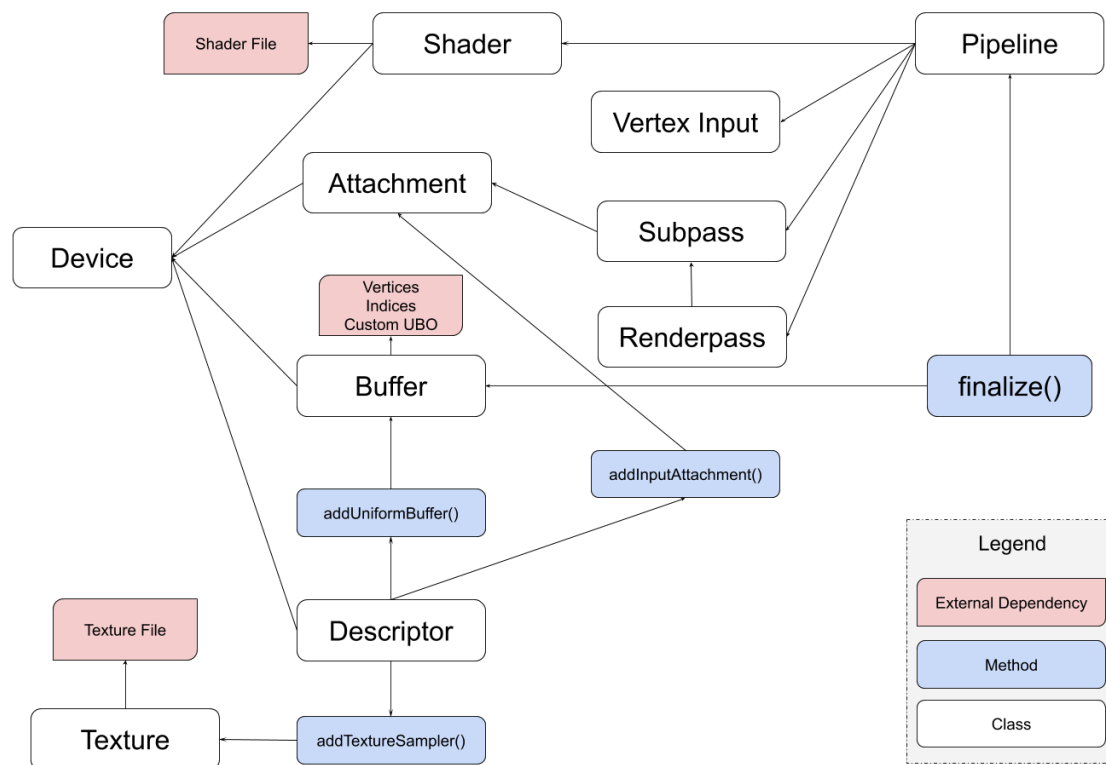 Shader File
Shader
Pipeline
Vertex Input
Attachment
Subpass
Device
Vertices
Indices
Custom UBO
Renderpass
Buffer
finalize()
addInputAttachment()
addUniformBuffer()
Legend
External Dependency
Texture File
Descriptor
Method
Texture
addTextureSampler()
Class